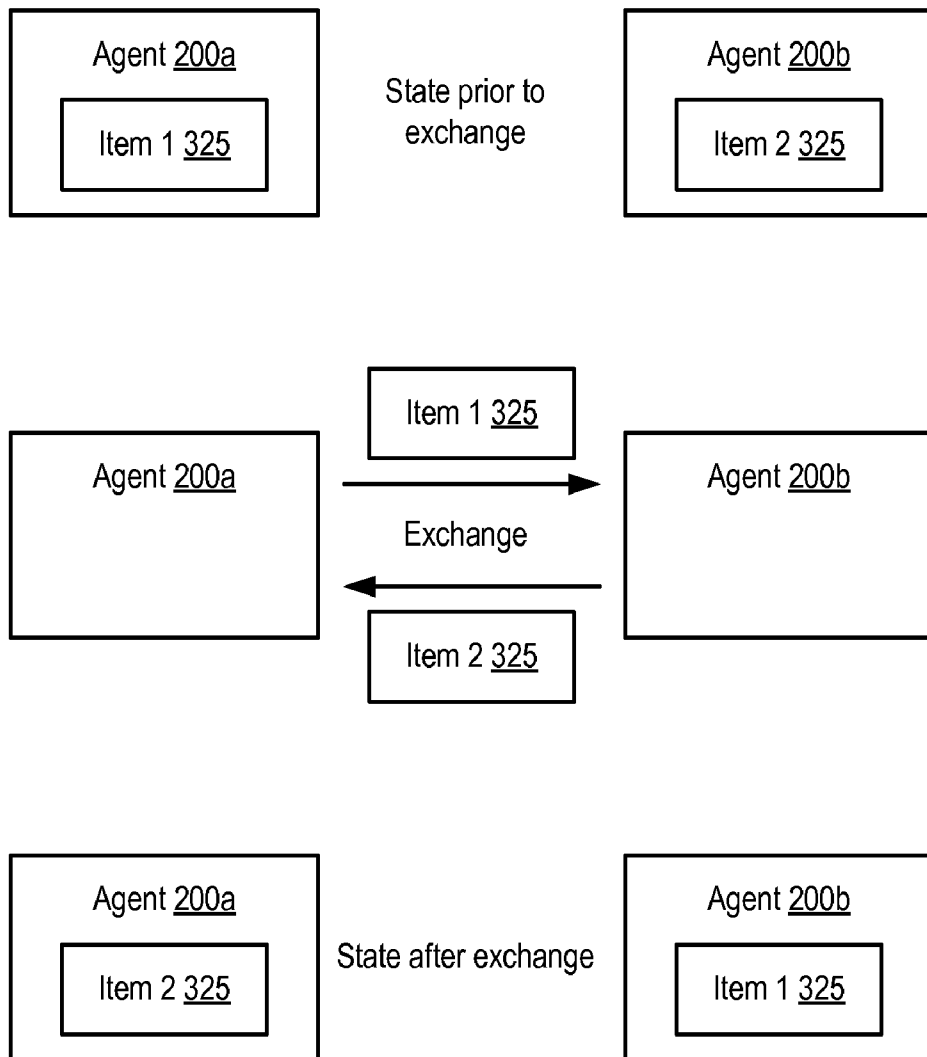 Agent 200a
Item 1 325
State prior to
exchange
Agent 200b
Item 2 325
Agent 200a
Item 1 325
Exchange
Item 2 325
Agent 200b
Agent 200a
Item 2 325
State after exchange
Agent 200b
Item 1 325